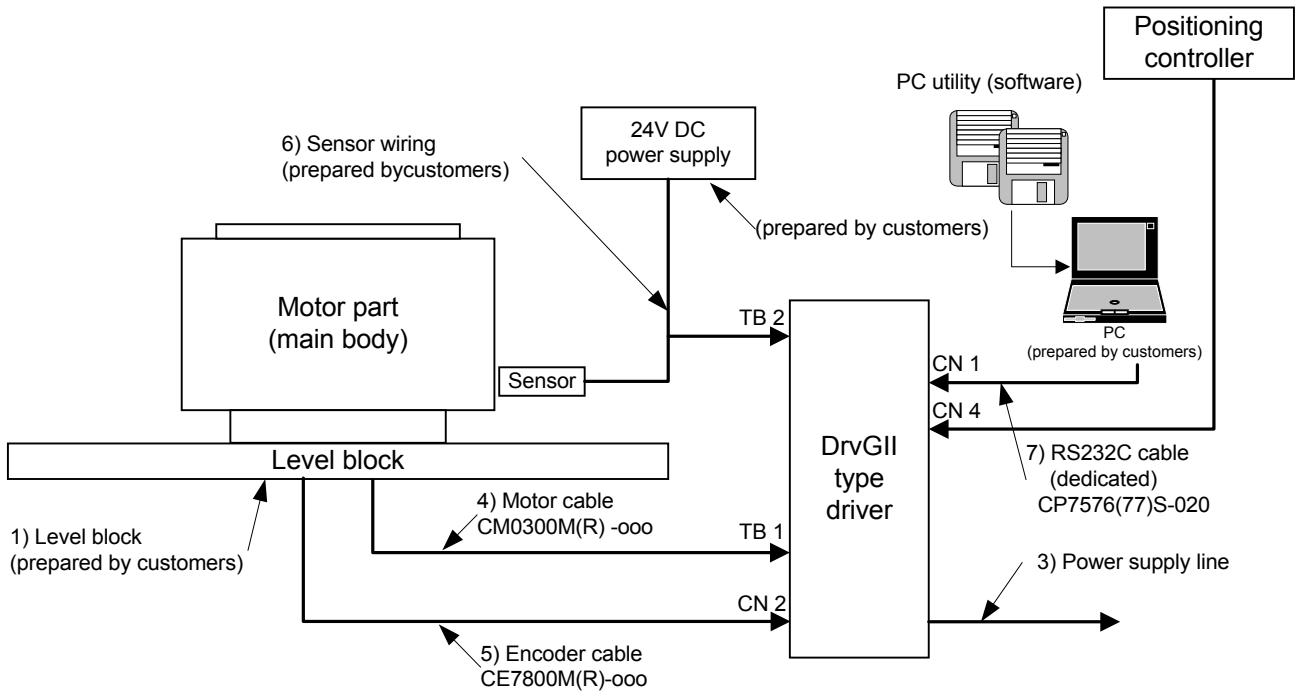 Positioning
controller
PC utility (software)
24V DC
power supply
6) Sensor wiring
(prepared bycustomers)
(prepared by customers)
Motor part
(main body)
TB 2
PC
(prepared by customers)
Sensor
CN 1
CN 4
DrvGII
type
driver
Level block
7) RS232C cable
(dedicated)
CP7576(77)S-020
4) Motor cable
CM0300M(R) -ooo
TB 1
1) Level block
(prepared by customers)
3) Power supply line
CN 2
5) Encoder cable
CE7800M(R)-ooo